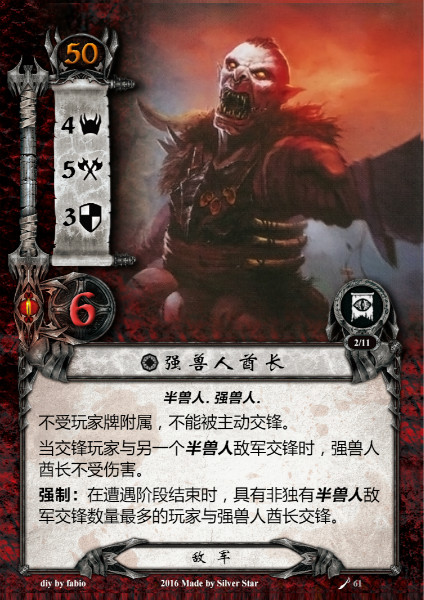 50
4
5
3
6
2/11
强兽人酋长
半兽人. 强兽人.
不受玩家牌附属，不能被主动交锋。
当交锋玩家与另一个半兽人敌军交锋时，强兽人
酋长不受伤害。
强制：在遭遇阶段结束时，具有非独有半兽人敌
军交锋数量最多的玩家与强兽人酋长交锋。
敌 军
diy by fabio
2016 Made by Silver Star
61